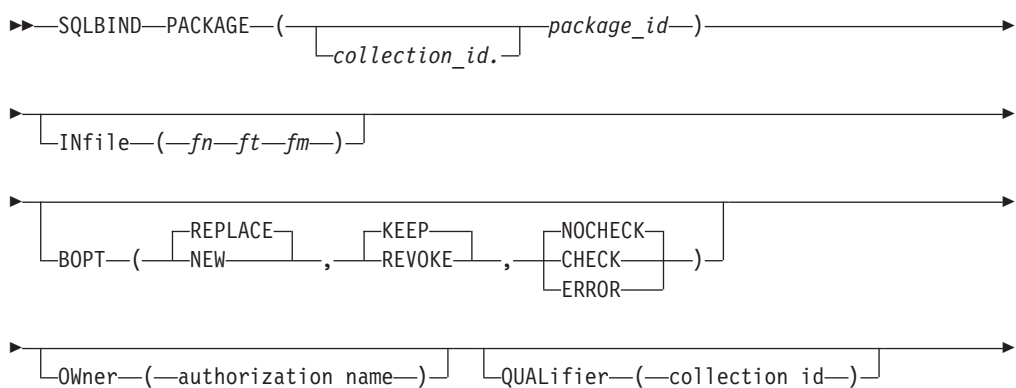 SQLBIND PACKAGE ( package_id )
collection_id.
INfile ( fn ft fm )
REPLACE KEEP NOCHECK
BOPT ( NEW , REVOKE , CHECK )
ERROR
OWner ( authorization name ) QUALifier ( collection id )